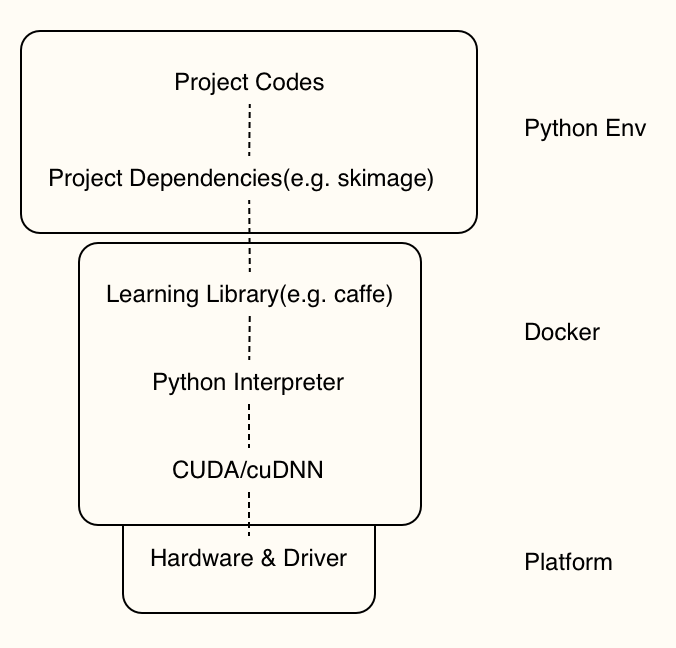 Project Codes
Python Env
Project Dependencies(e.g. skimage)
Learning Library(e.g. caffe)
Docker
Python Interpreter
CUDA/cuDNN
Hardware & Driver
Platform